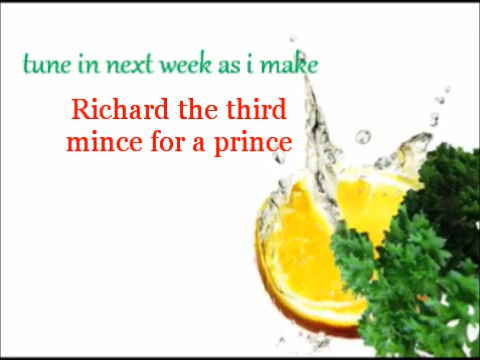 tune in next week as i make
Richard the third
mince for a prince